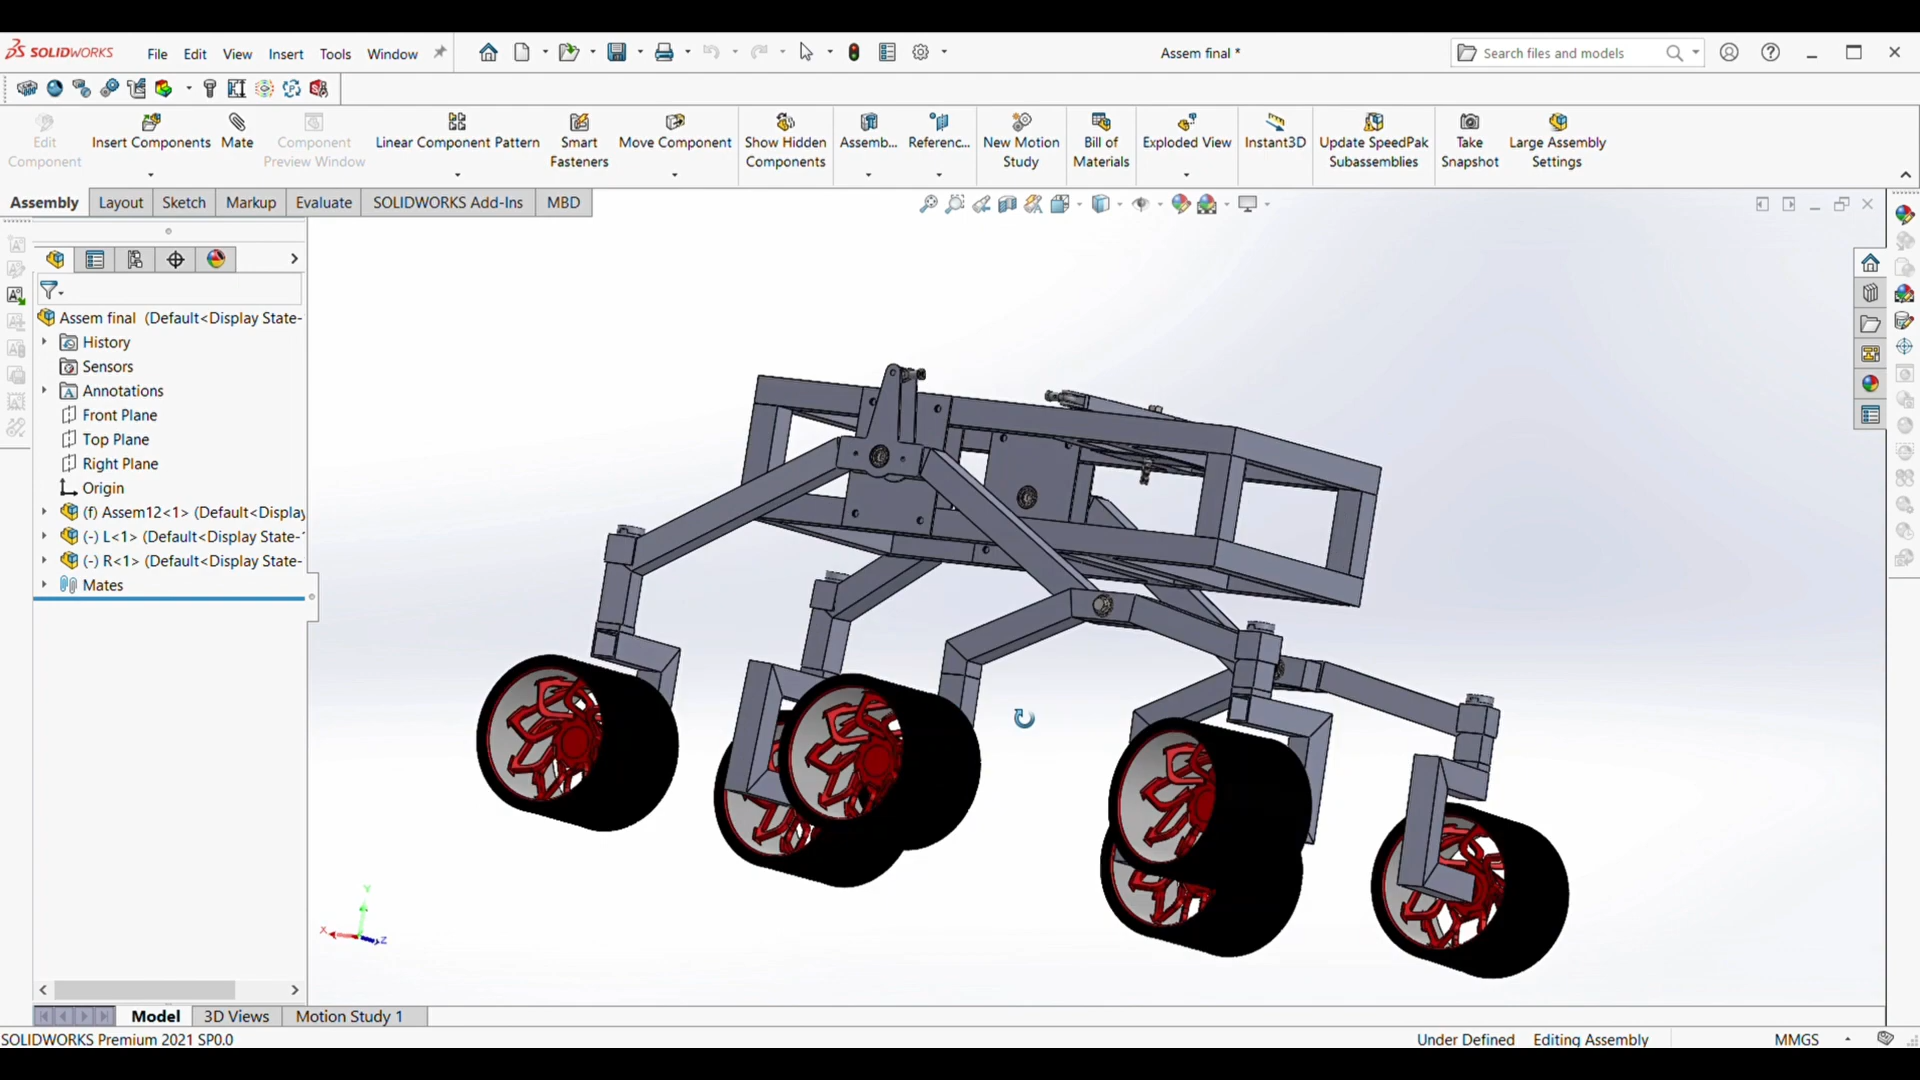 SOLIDWORKS File Edit View Insert Tools Window Assem final * Search files and models
Edit Component
Insert Components
Mate
Component Preview Window
Linear Component Pattern
Smart Fasteners
Move Component
Show Hidden Components
Assemb...
Referenc...
New Motion Study
Bill of Materials
Exploded View
Instant3D
Update SpeedPak Subassemblies
Take Snapshot
Large Assembly Settings
Assembly Layout Sketch Markup Evaluate SOLIDWORKS Add-Ins MBD
Assem final (Default<Display State-
History
Sensors
Annotations
Front Plane
Top Plane
Right Plane
Origin
(f) Assem12<1> (Default<Display
(-) L<1> (Default<Display State-
(-) R<1> (Default<Display State-
Mates
Y
X
Z
Model 3D Views Motion Study 1
SOLIDWORKS Premium 2021 SP0.0 Under Defined Editing Assembly MMGS